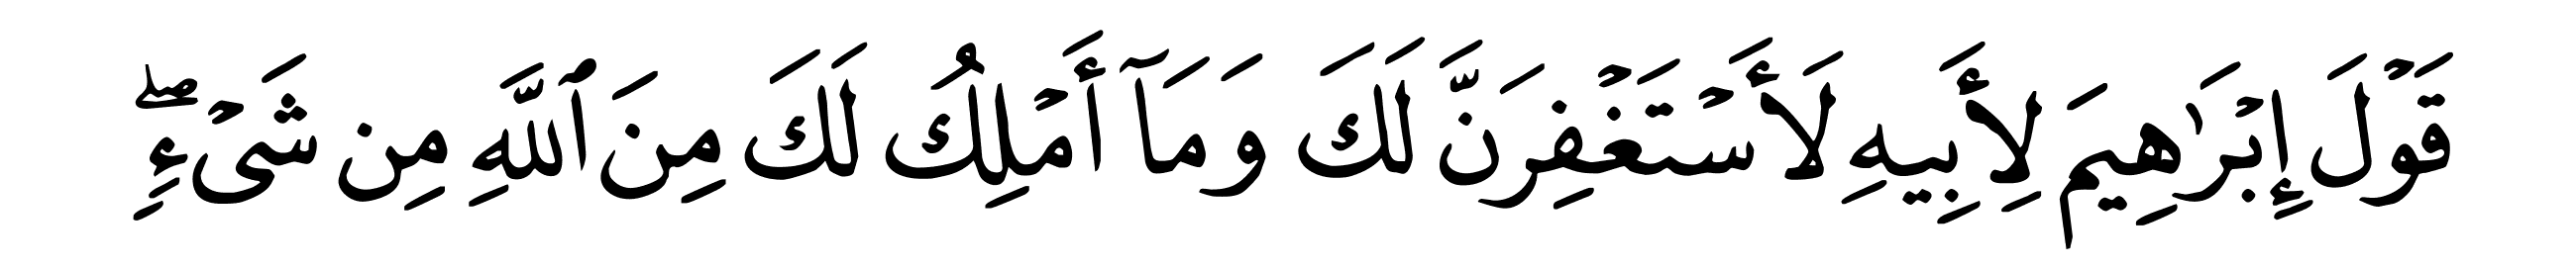 قَوۡلَ إِبۡرَٰهِيمَ لِأَبِيهِ لَأَسۡتَغۡفِرَنَّ لَكَ وَمَآ أَمۡلِكُ لَكَ مِنَ ٱللَّهِ مِن شَيۡءٖۖ